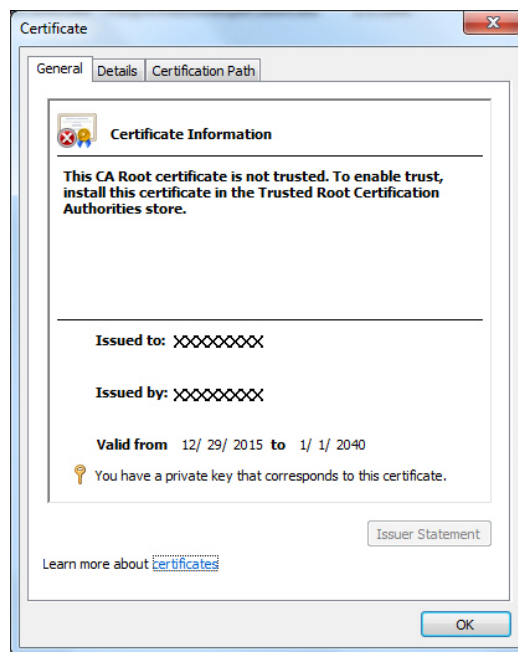 Certificate
General Details Certification Path
Certificate Information
This CA Root certificate is not trusted. To enable trust,
install this certificate in the Trusted Root Certification
Authorities store.
Issued to: XXXXXXXXX
Issued by: XXXXXXXXX
Valid from 12/ 29/ 2015 to 1/ 1/ 2040
You have a private key that corresponds to this certificate.
Issuer Statement
Learn more about certificates
OK